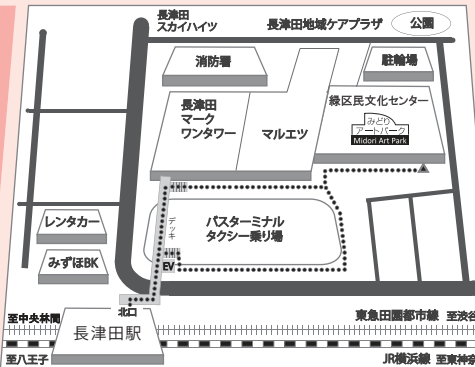 長津田
スカイハイツ
長津田地域ケアプラザ
公園
消防署
駐輪場
長津田
マーク
ワンタワー
マルエツ
緑区民文化センター
みどり
アートパーク
Midori Art Park
レンタカー
みずほBK
デッキ
バスターミナル
タクシー乗り場
EV
北口
至中央林間
長津田駅
東急田園都市線 至渋谷
至八王子
JR横浜線 至東神奈